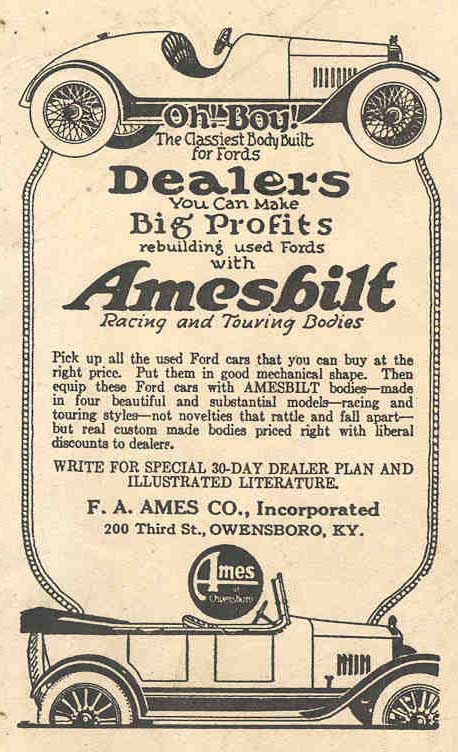 Oh! Boy!
The Classiest Body Built
for Fords
Dealers
You Can Make
Big Profits
rebuilding used Fords
with
Amesbilt
Racing and Touring Bodies
Pick up all the used Ford cars that you can buy at the
right price. Put them in good mechanical shape. Then
equip these Ford cars with AMESBILT bodies—made
in four beautiful and substantial models—racing and
touring styles—not novelties that rattle and fall apart—
but real custom made bodies priced right with liberal
discounts to dealers.
WRITE FOR SPECIAL 30-DAY DEALER PLAN AND
ILLUSTRATED LITERATURE.
F. A. AMES CO., Incorporated
200 Third St., OWENSBORO, KY.
Ames
of
Owensboro